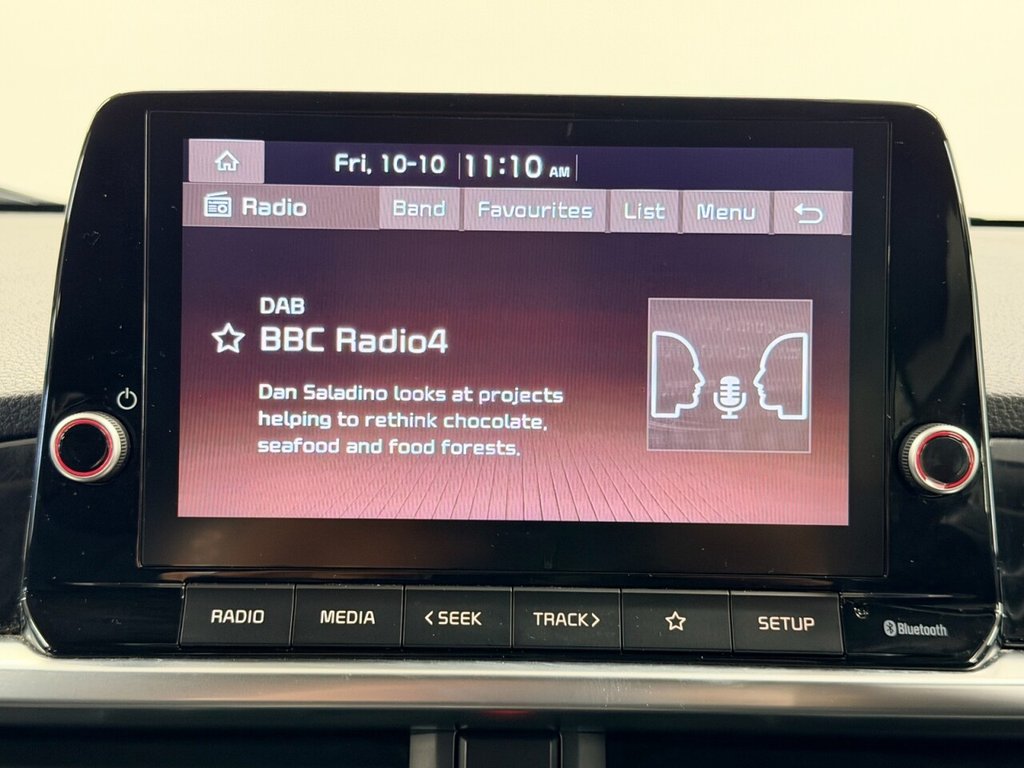 Fri, 10-10 11:10 AM
Radio Band Favourites List Menu
DAB
BBC Radio4
Dan Saladino looks at projects
helping to rethink chocolate,
seafood and food forests.
RADIO MEDIA <SEEK TRACK> SETUP Bluetooth